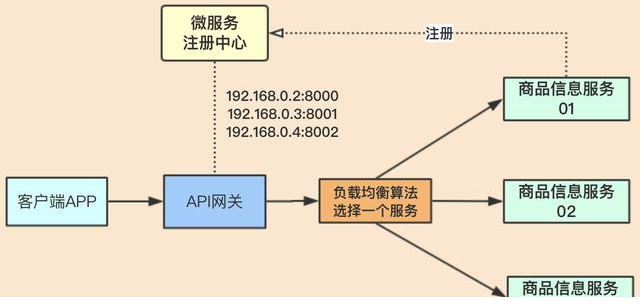 微服务
注册中心
注册
192.168.0.2:8000
192.168.0.3:8001
192.168.0.4:8002
商品信息服务
01
客户端APP
API网关
负载均衡算法
选择一个服务
商品信息服务
02
商品信息服务